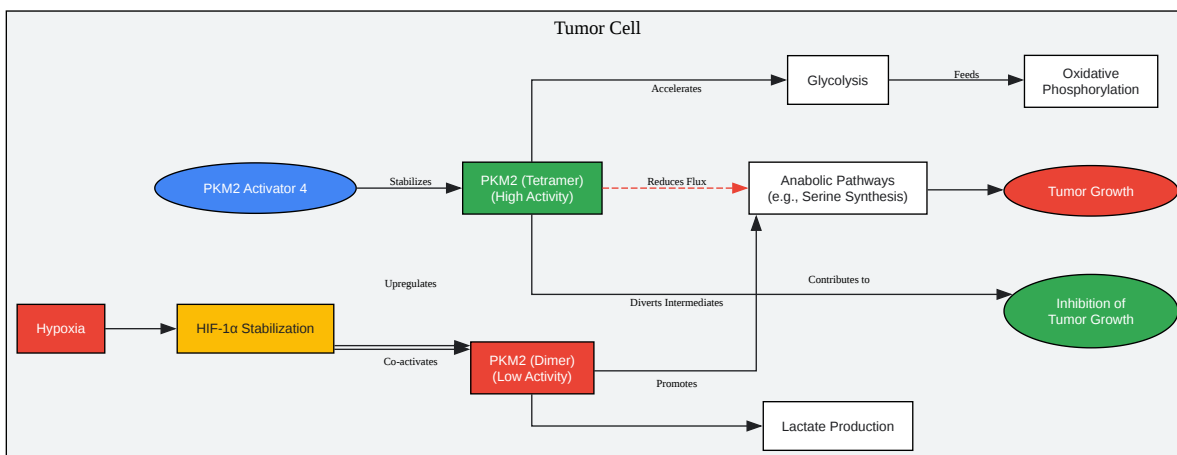 Tumor Cell
Glycolysis
Feeds
Oxidative
Phosphorylation
Accelerates
PKM2 Activator 4
Stabilizes
PKM2 (Tetramer)
(High Activity)
Reduces Flux
Anabolic Pathways
(e.g., Serine Synthesis)
Tumor Growth
Upregulates
Contributes to
Diverts Intermediates
Inhibition of
Tumor Growth
Hypoxia
HIF-1α Stabilization
Co-activates
PKM2 (Dimer)
(Low Activity)
Promotes
Lactate Production